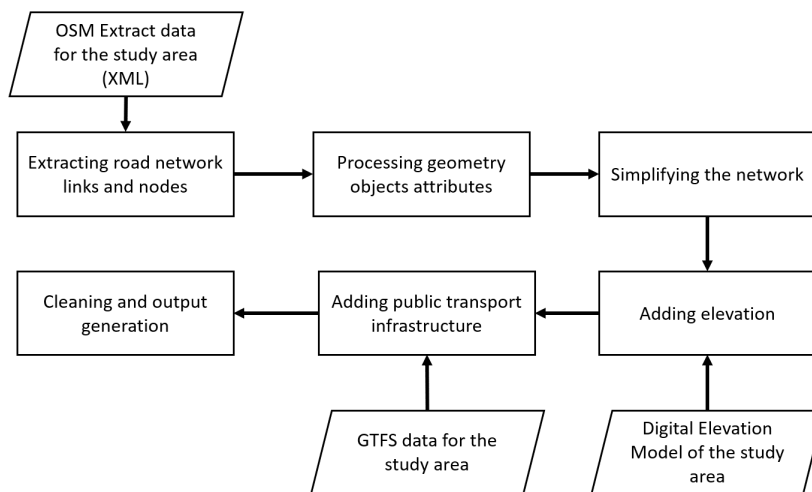 OSM Extract data
for the study area
(XML)
Extracting road network
links and nodes
Processing geometry
objects attributes
Simplifying the network
Cleaning and output
generation
Adding public transport
infrastructure
Adding elevation
GTFS data for the
study area
Digital Elevation
Model of the study
area